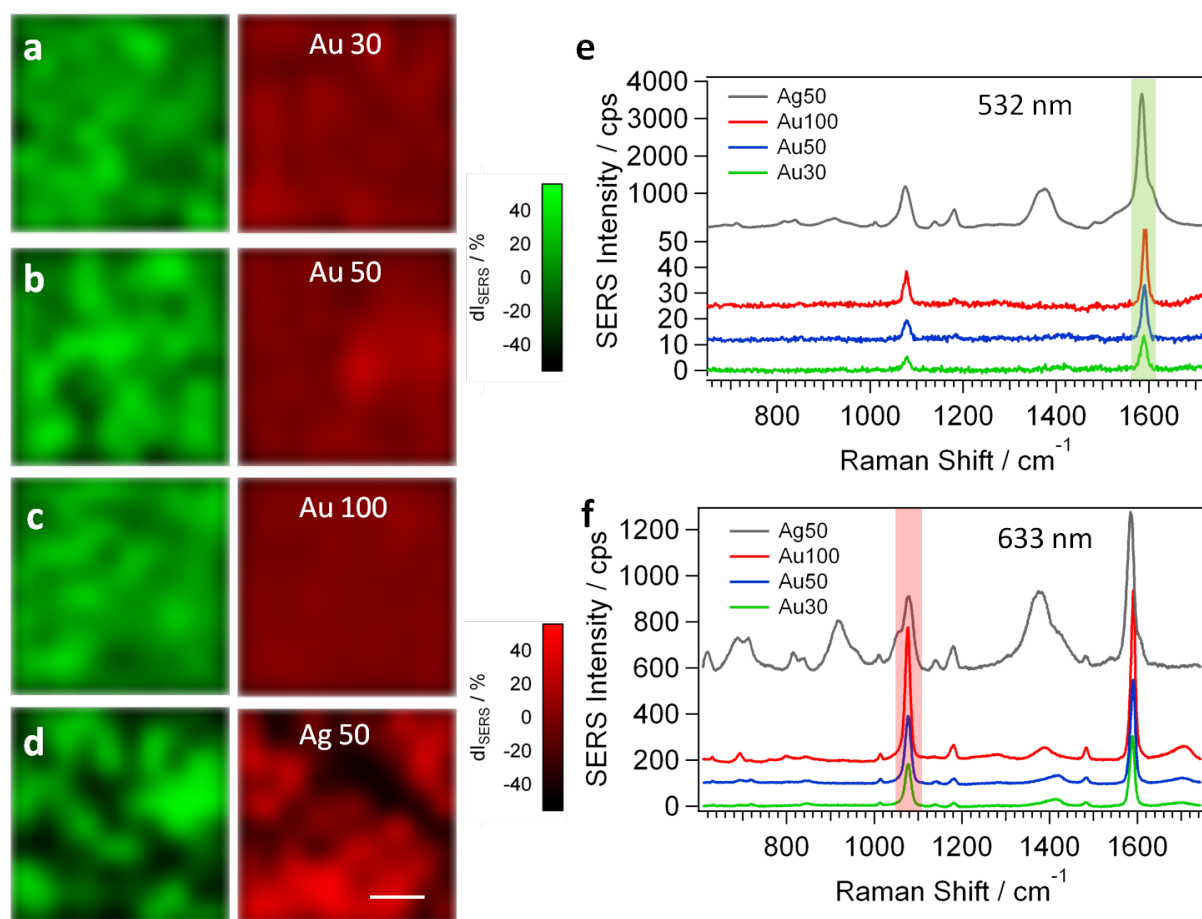 a
Au 30
b
Au 50
c
Au 100
d
Ag 50
dISERS / %
40
20
0
-20
-40
dISERS / %
40
20
0
-20
-40
e
532 nm
Ag50
Au100
Au50
Au30
SERS Intensity / cps
4000
3000
2000
1000
50
40
30
20
10
0
800 1000 1200 1400 1600
Raman Shift / cm-1
f
633 nm
Ag50
Au100
Au50
Au30
SERS Intensity / cps
1200
1000
800
600
400
200
0
800 1000 1200 1400 1600
Raman Shift / cm-1